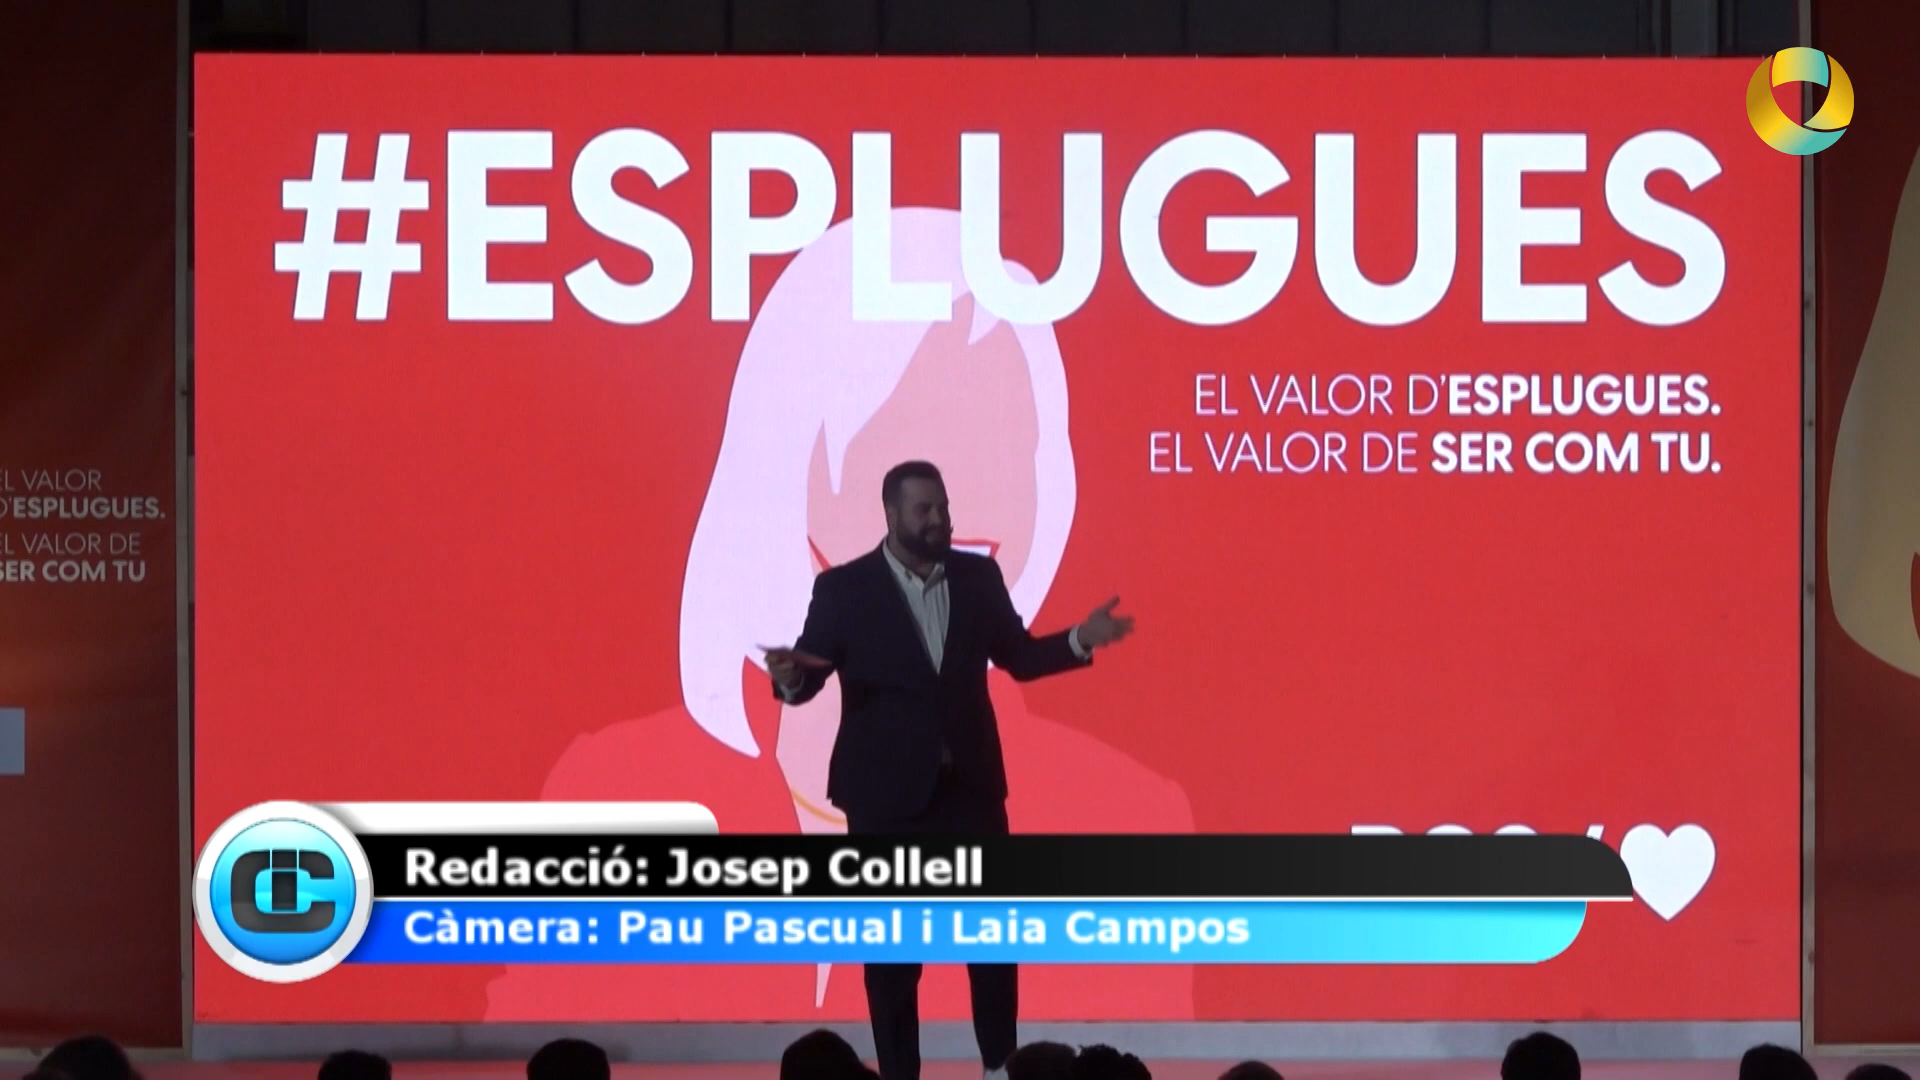 #ESPLUGUES
EL VALOR D'ESPLUGUES.
EL VALOR DE SER COM TU.
EL VALOR
D'ESPLUGUES.
EL VALOR DE
SER COM TU
Redacció: Josep Collell
Càmera: Pau Pascual i Laia Campos